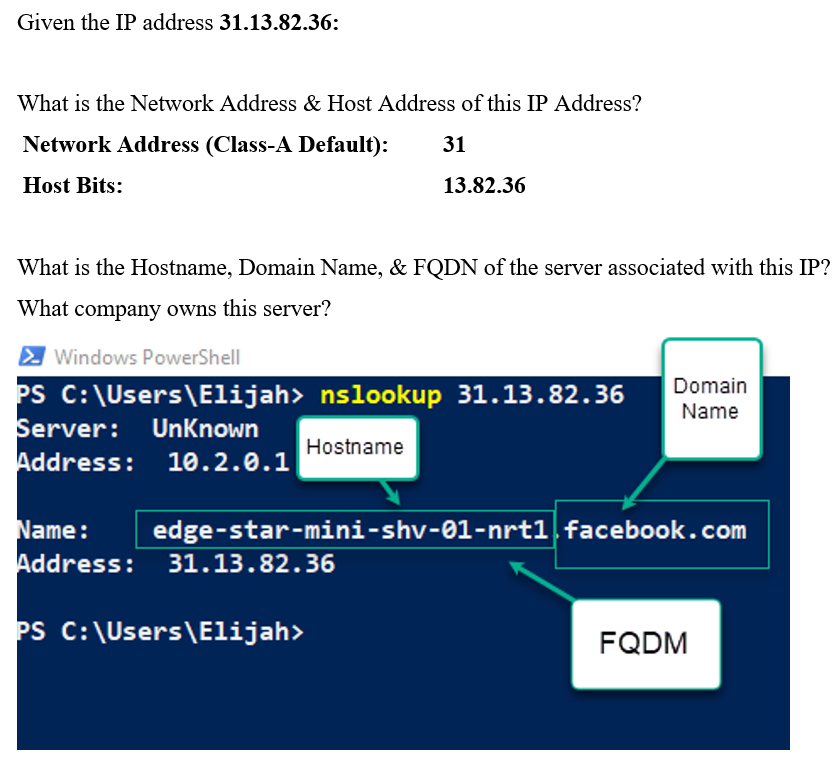 Given the IP address 31.13.82.36:
What is the Network Address & Host Address of this IP Address?
Network Address (Class-A Default): 31
Host Bits: 13.82.36
What is the Hostname, Domain Name, & FQDN of the server associated with this IP?
What company owns this server?
Windows PowerShell
PS C:\Users\Elijah> nslookup 31.13.82.36
Server: UnKnown
Address: 10.2.0.1
Hostname
Domain
Name
Name: edge-star-mini-shv-01-nrt1.facebook.com
Address: 31.13.82.36
PS C:\Users\Elijah>
FQDM